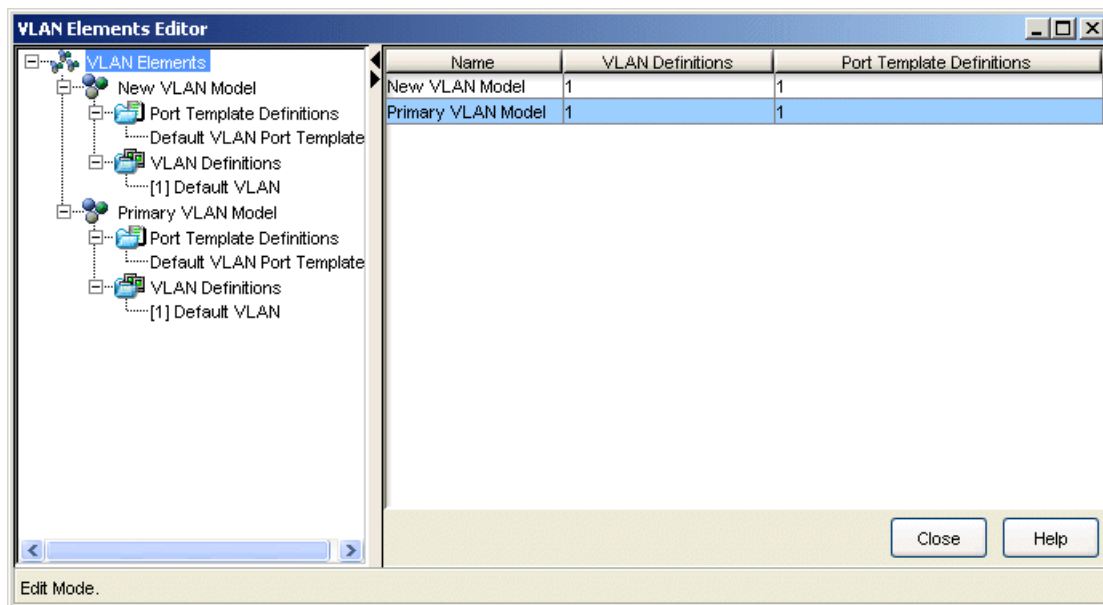 VLAN Elements Editor
VLAN Elements
New VLAN Model
Port Template Definitions
Default VLAN Port Template
VLAN Definitions
[1] Default VLAN
Primary VLAN Model
Port Template Definitions
Default VLAN Port Template
VLAN Definitions
[1] Default VLAN
Name VLAN Definitions Port Template Definitions
New VLAN Model 1 1
Primary VLAN Model 1 1
Close Help
Edit Mode.